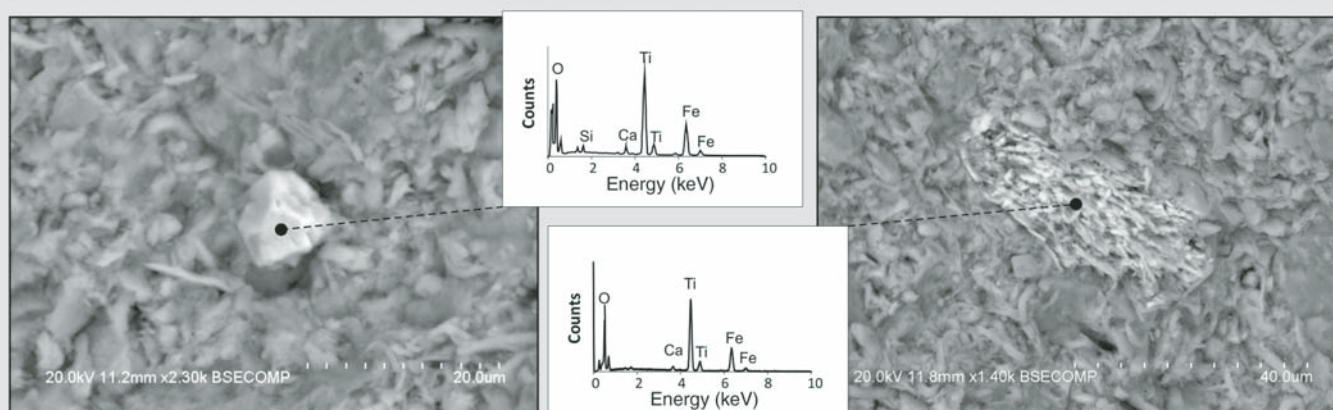 20.0kV 11.2mm x2.30k BSECOMP 20.0um
Counts
O
Si
Ca
Ti
Ti
Fe
Fe
0 2 4 6 8 10
Energy (keV)
Counts
O
Ca
Ti
Ti
Fe
Fe
0 2 4 6 8 10
Energy (keV)
20.0kV 11.8mm x1.40k BSECOMP 40.0um